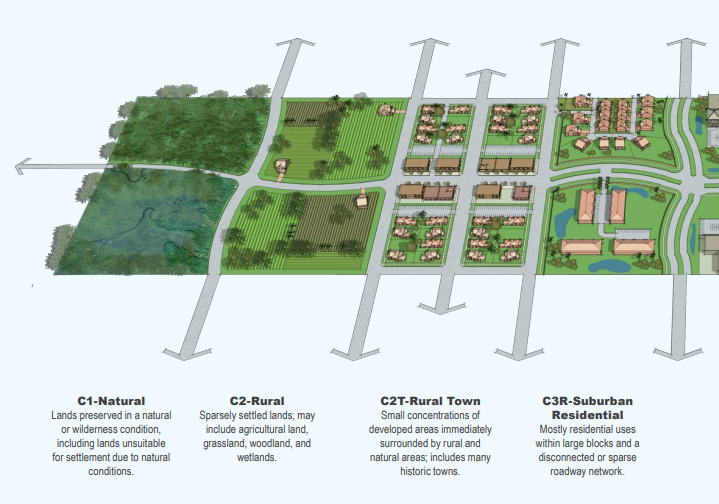 C1-Natural
Lands preserved in a natural
or wilderness condition,
including lands unsuitable
for settlement due to natural
conditions.
C2-Rural
Sparsely settled lands; may
include agricultural land,
grassland, woodland, and
wetlands.
C2T-Rural Town
Small concentrations of
developed areas immediately
surrounded by rural and
natural areas; includes many
historic towns.
C3R-Suburban
Residential
Mostly residential uses
within large blocks and a
disconnected or sparse
roadway network.